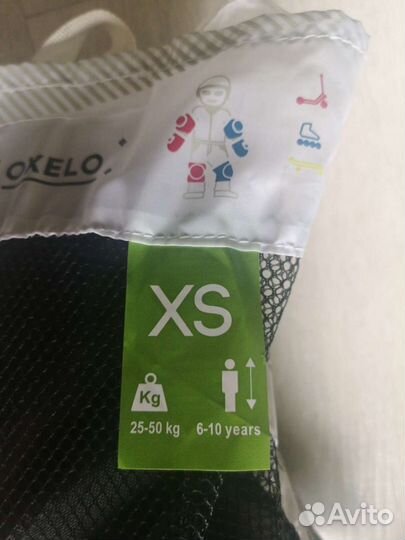 OXELO
XS
Kg
25-50 kg 6-10 years
Avito